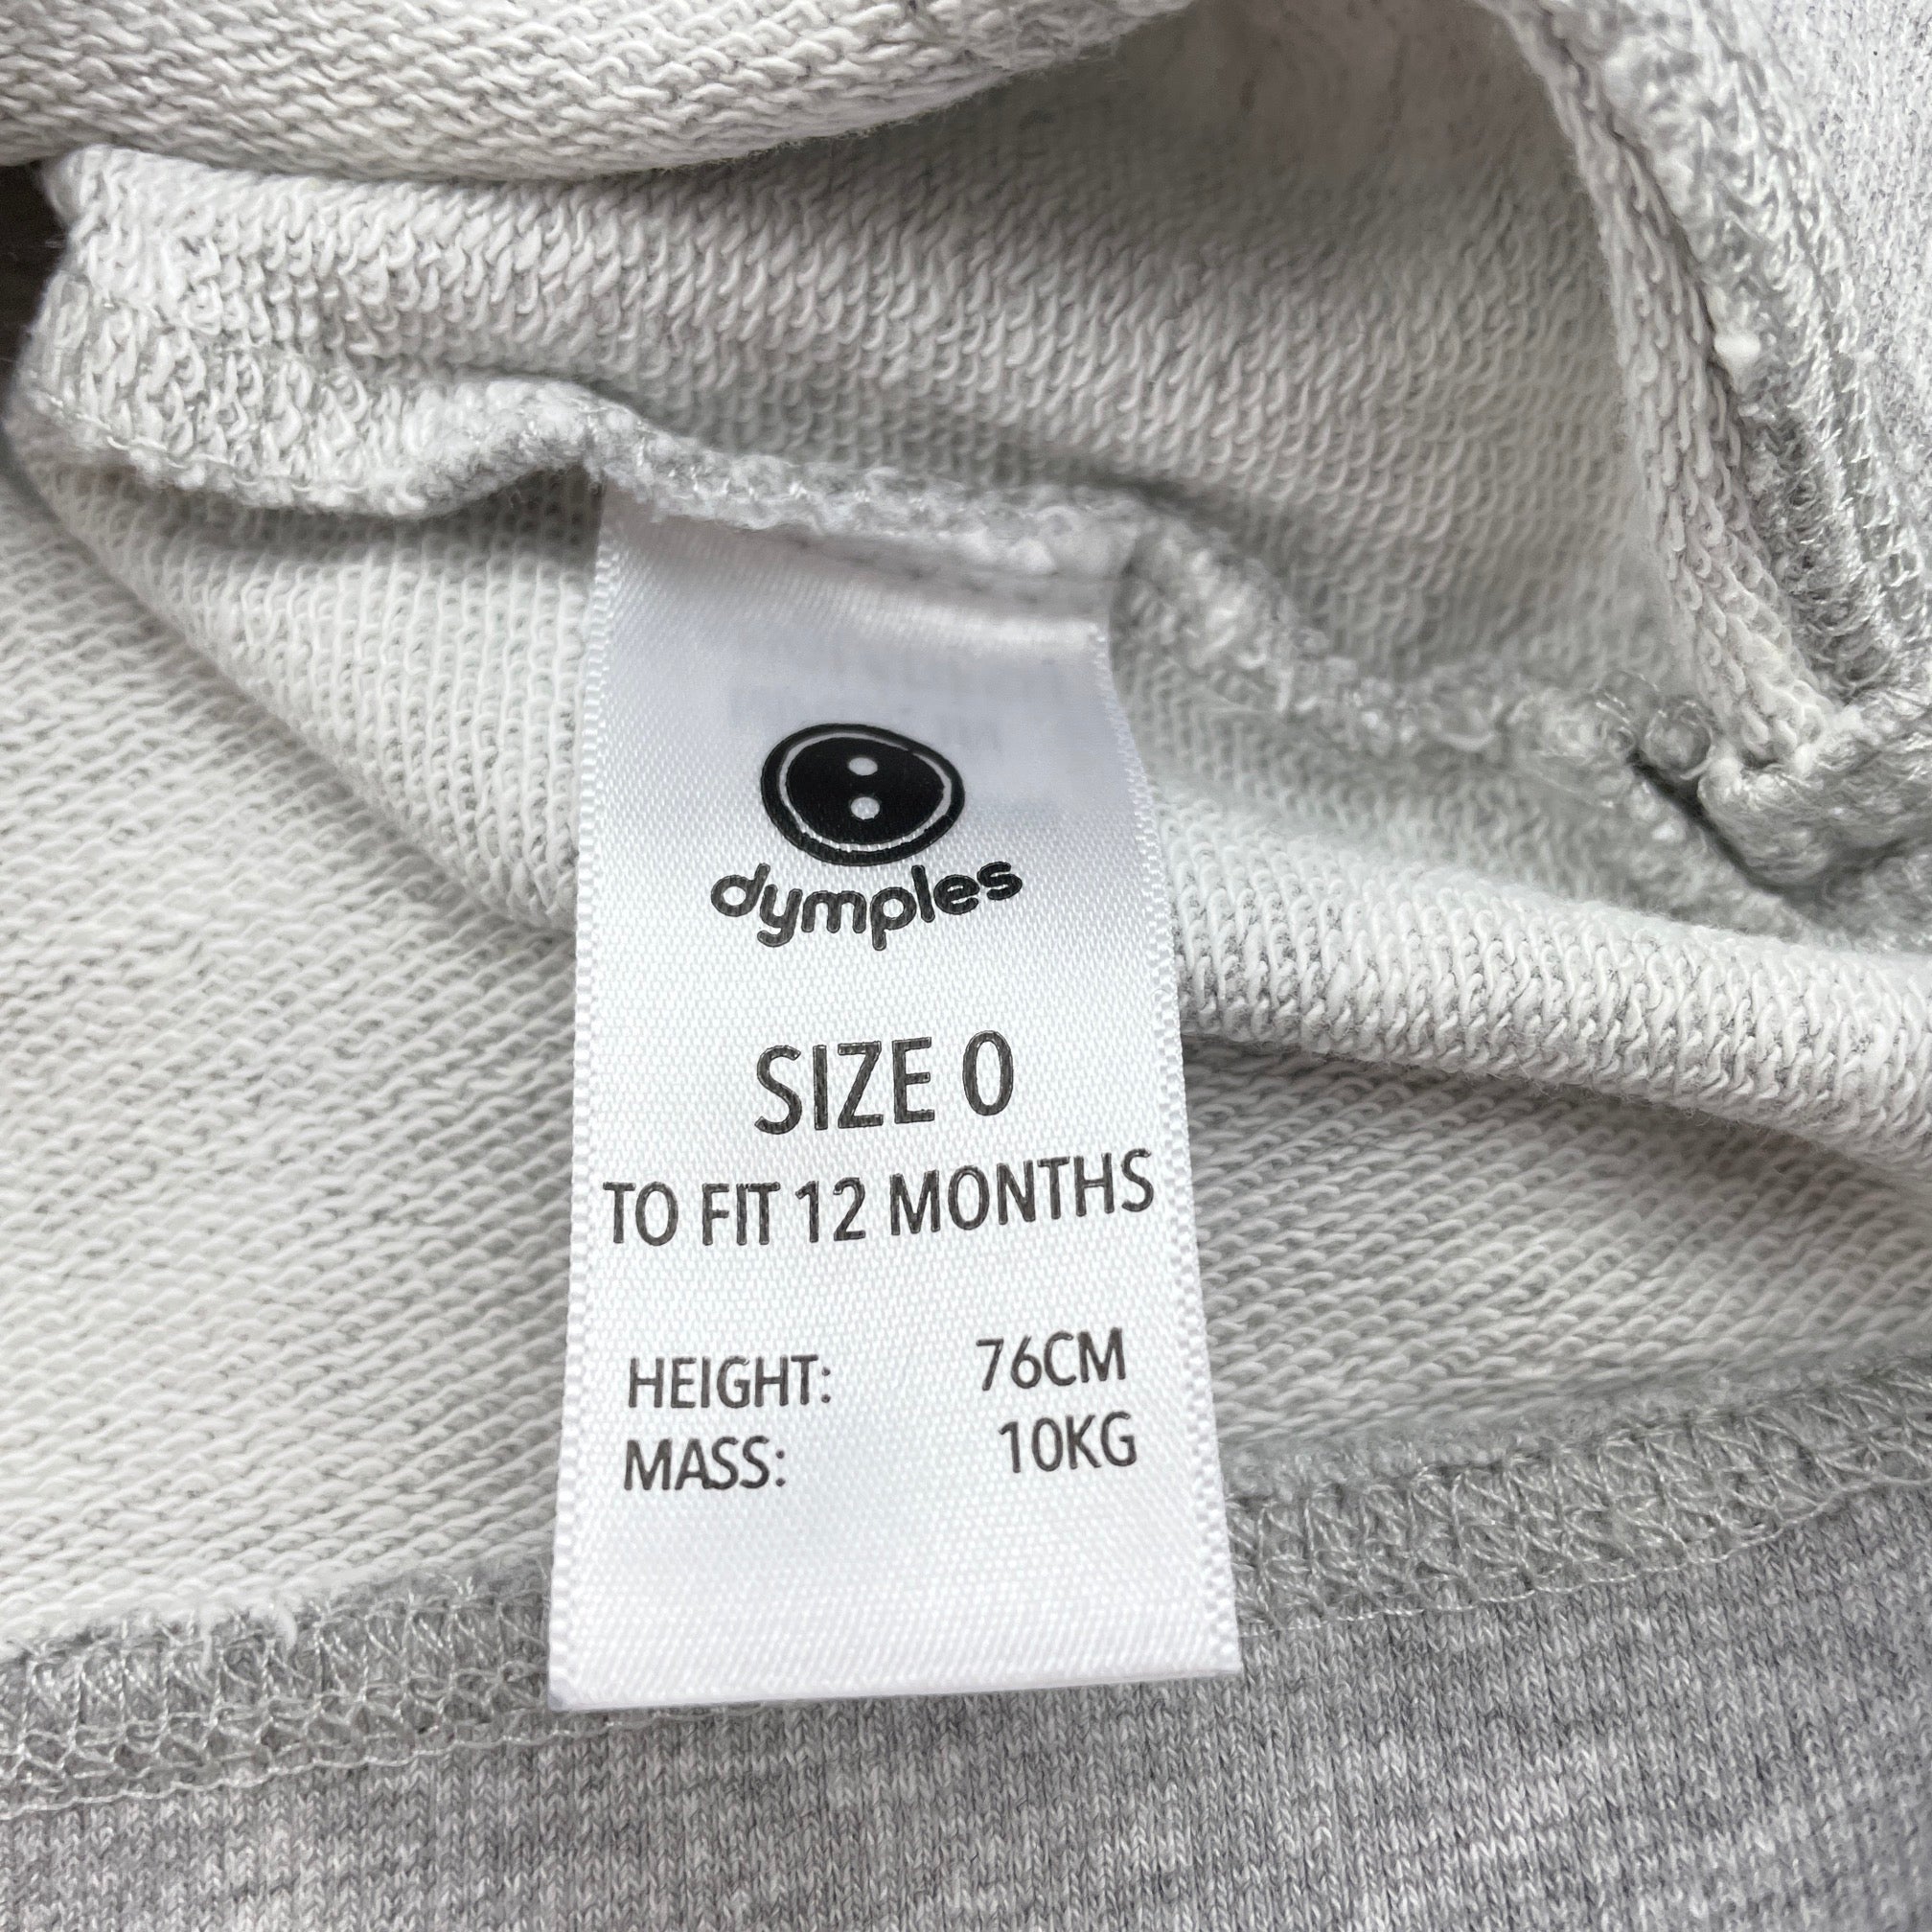 dymples
SIZE 0
TO FIT 12 MONTHS
HEIGHT: 76CM
MASS: 10KG